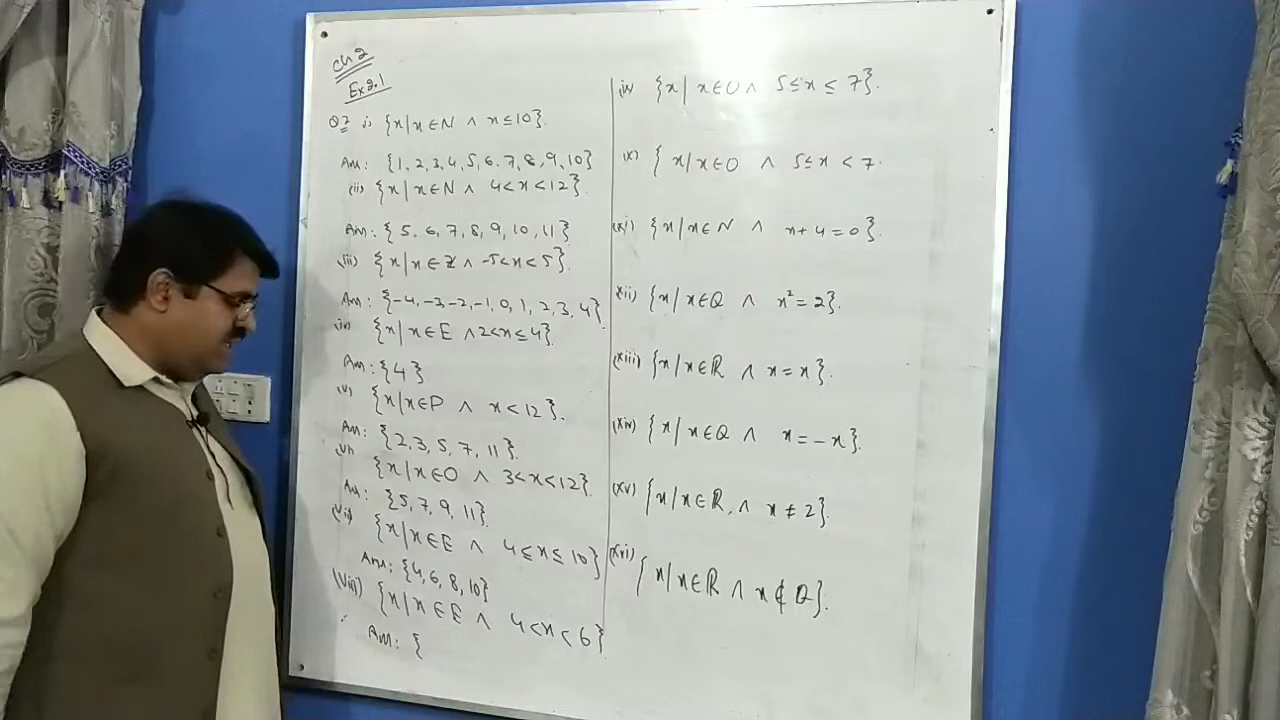 Ch 2
Ex 2.1
Q2 i) {x|x∈N ∧ x≤10}.
Ans: {1, 2, 3, 4, 5, 6, 7, 8, 9, 10}
(ii) {x|x∈N ∧ 4<x<12}.
Ans: {5, 6, 7, 8, 9, 10, 11}
(iii) {x|x∈Z ∧ -5<x<5}.
Ans: {-4, -3, -2, -1, 0, 1, 2, 3, 4}
(iv) {x|x∈E ∧ 2<x≤4}.
Ans: {4}
(v) {x|x∈P ∧ x<12}.
Ans: {2, 3, 5, 7, 11}.
(vi) {x|x∈O ∧ 3<x<12}.
An: {5, 7, 9, 11}.
(vii) {x|x∈E ∧ 4≤x≤10}
Ans: {4, 6, 8, 10}
(viii) {x|x∈E ∧ 4<x<6}
Ans: {
(ix) {x|x∈O ∧ 5≤x≤7}.
(x) {x|x∈O ∧ 5≤x<7.
(xi) {x|x∈N ∧ x+4=0}.
(xii) {x|x∈Q ∧ x²=2}.
(xiii) {x|x∈R ∧ x=x}.
(xiv) {x|x∈Q ∧ x=-x}.
(xv) {x|x∈R, ∧ x≠2}.
(xvi) {x|x∈R ∧ x∉Q}.